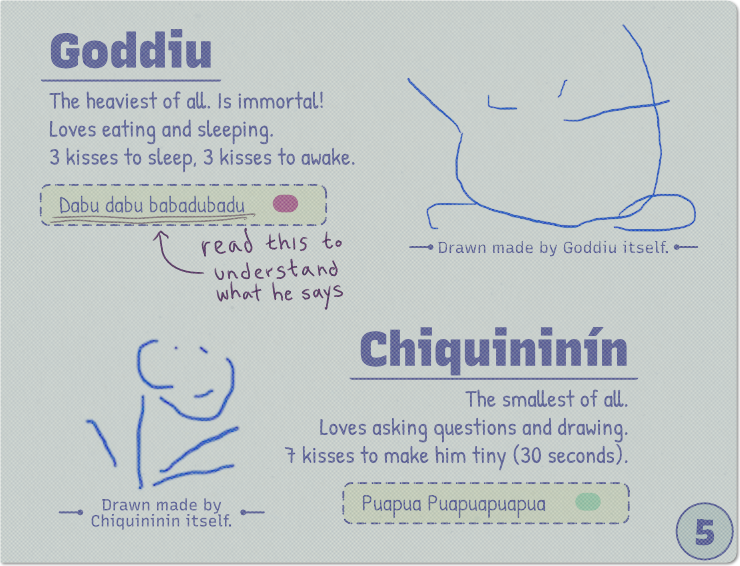 Goddiu
The heaviest of all. Is immortal!
Loves eating and sleeping.
3 kisses to sleep, 3 kisses to awake.
Dabu dabu babadubadu
read this to
understand
what he says
Drawn made by Goddiu itself.
Chiquininín
The smallest of all.
Loves asking questions and drawing.
7 kisses to make him tiny (30 seconds).
Puapua Puapuapuapua
Drawn made by
Chiquininin itself.
5